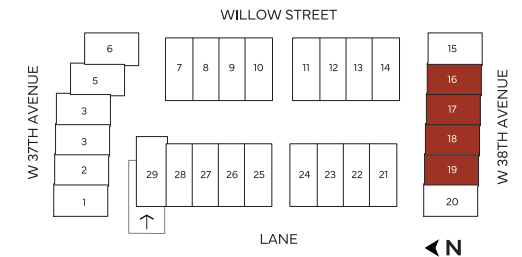 WILLOW STREET
W 37TH AVENUE
6
5
3
3
2
1
7 8 9 10
11 12 13 14
29 28 27 26 25
24 23 22 21
15
16
17
18
19
20
W 38TH AVENUE
LANE
N